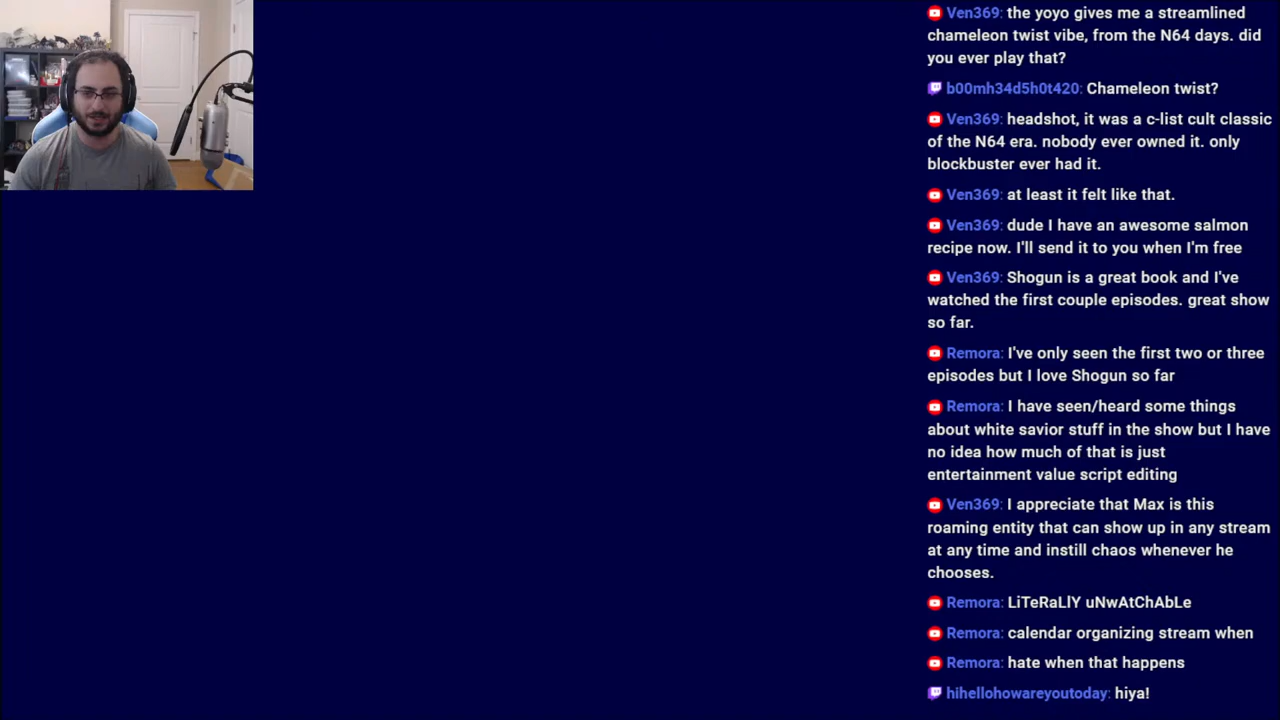 Ven369: the yoyo gives me a streamlined
chameleon twist vibe, from the N64 days. did
you ever play that?
b00mh34d5h0t420: Chameleon twist?
Ven369: headshot, it was a c-list cult classic
of the N64 era. nobody ever owned it. only
blockbuster ever had it.
Ven369: at least it felt like that.
Ven369: dude I have an awesome salmon
recipe now. I'll send it to you when I'm free
Ven369: Shogun is a great book and I've
watched the first couple episodes. great show
so far.
Remora: I've only seen the first two or three
episodes but I love Shogun so far
Remora: I have seen/heard some things
about white savior stuff in the show but I have
no idea how much of that is just
entertainment value script editing
Ven369: I appreciate that Max is this
roaming entity that can show up in any stream
at any time and instill chaos whenever he
chooses.
Remora: LiTeRaLlY uNwAtChAbLe
Remora: calendar organizing stream when
Remora: hate when that happens
hihellohowareyoutoday: hiya!